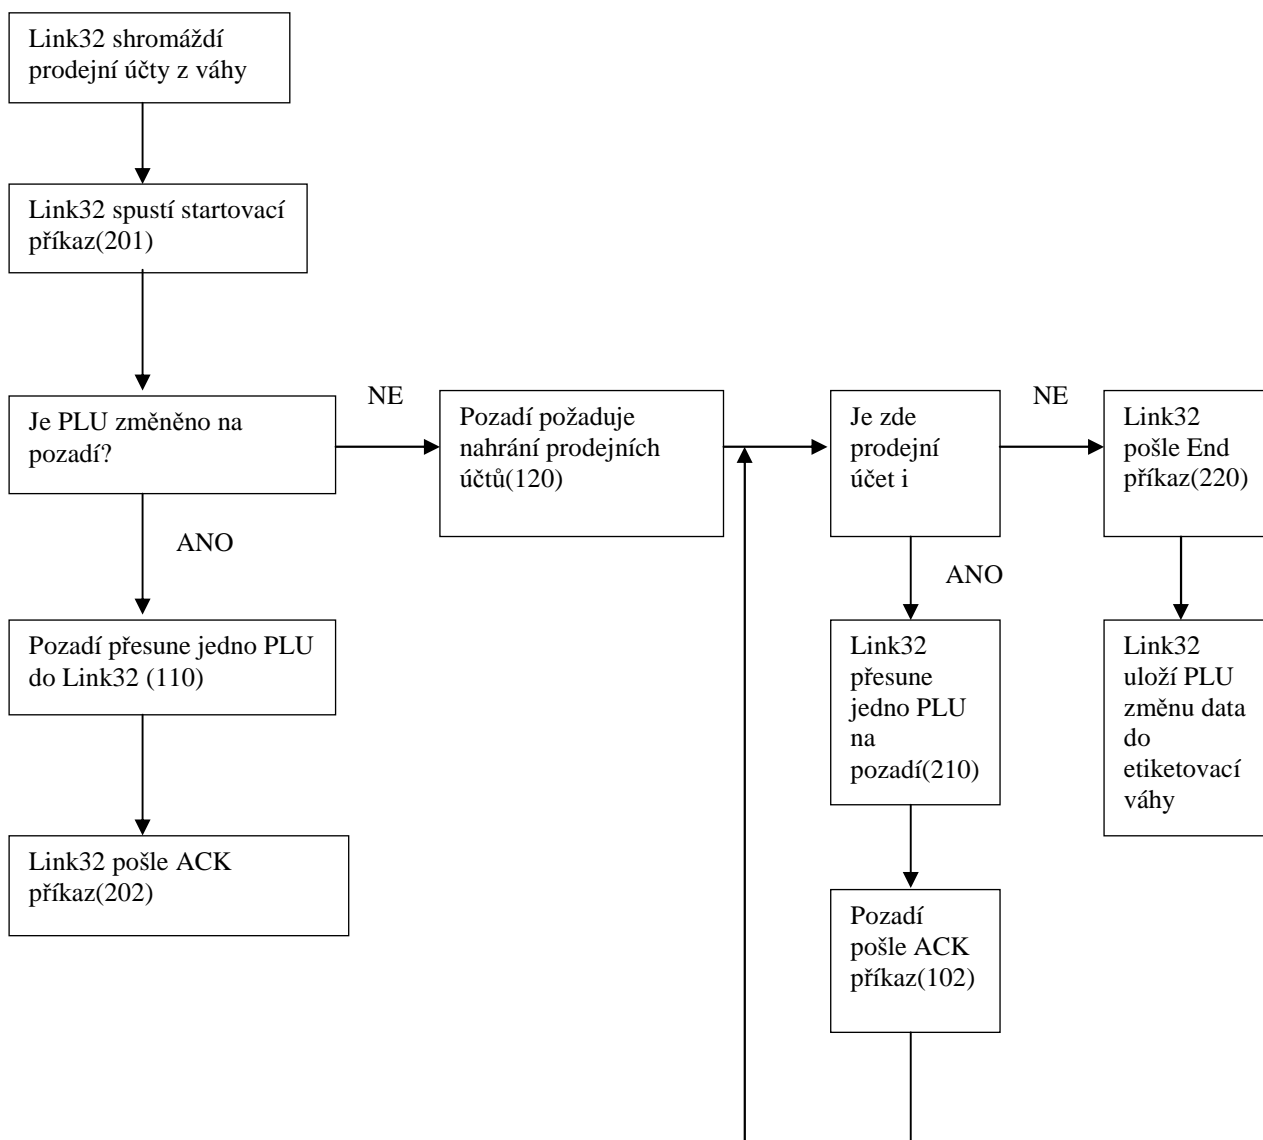 Link32 shromáždí
prodejní účty z váhy
Link32 spustí startovací
příkaz(201)
Je PLU změněno na
pozadí?
NE
Pozadí požaduje
nahrání prodejních
účtů(120)
Je zde
prodejní
účet i
NE
Link32
pošle End
příkaz(220)
ANO
ANO
Pozadí přesune jedno PLU
do Link32 (110)
Link32
přesune
jedno PLU
na
pozadí(210)
Link32
uloží PLU
změnu data
do
etiketovací
váhy
Link32 pošle ACK
příkaz(202)
Pozadí
pošle ACK
příkaz(102)